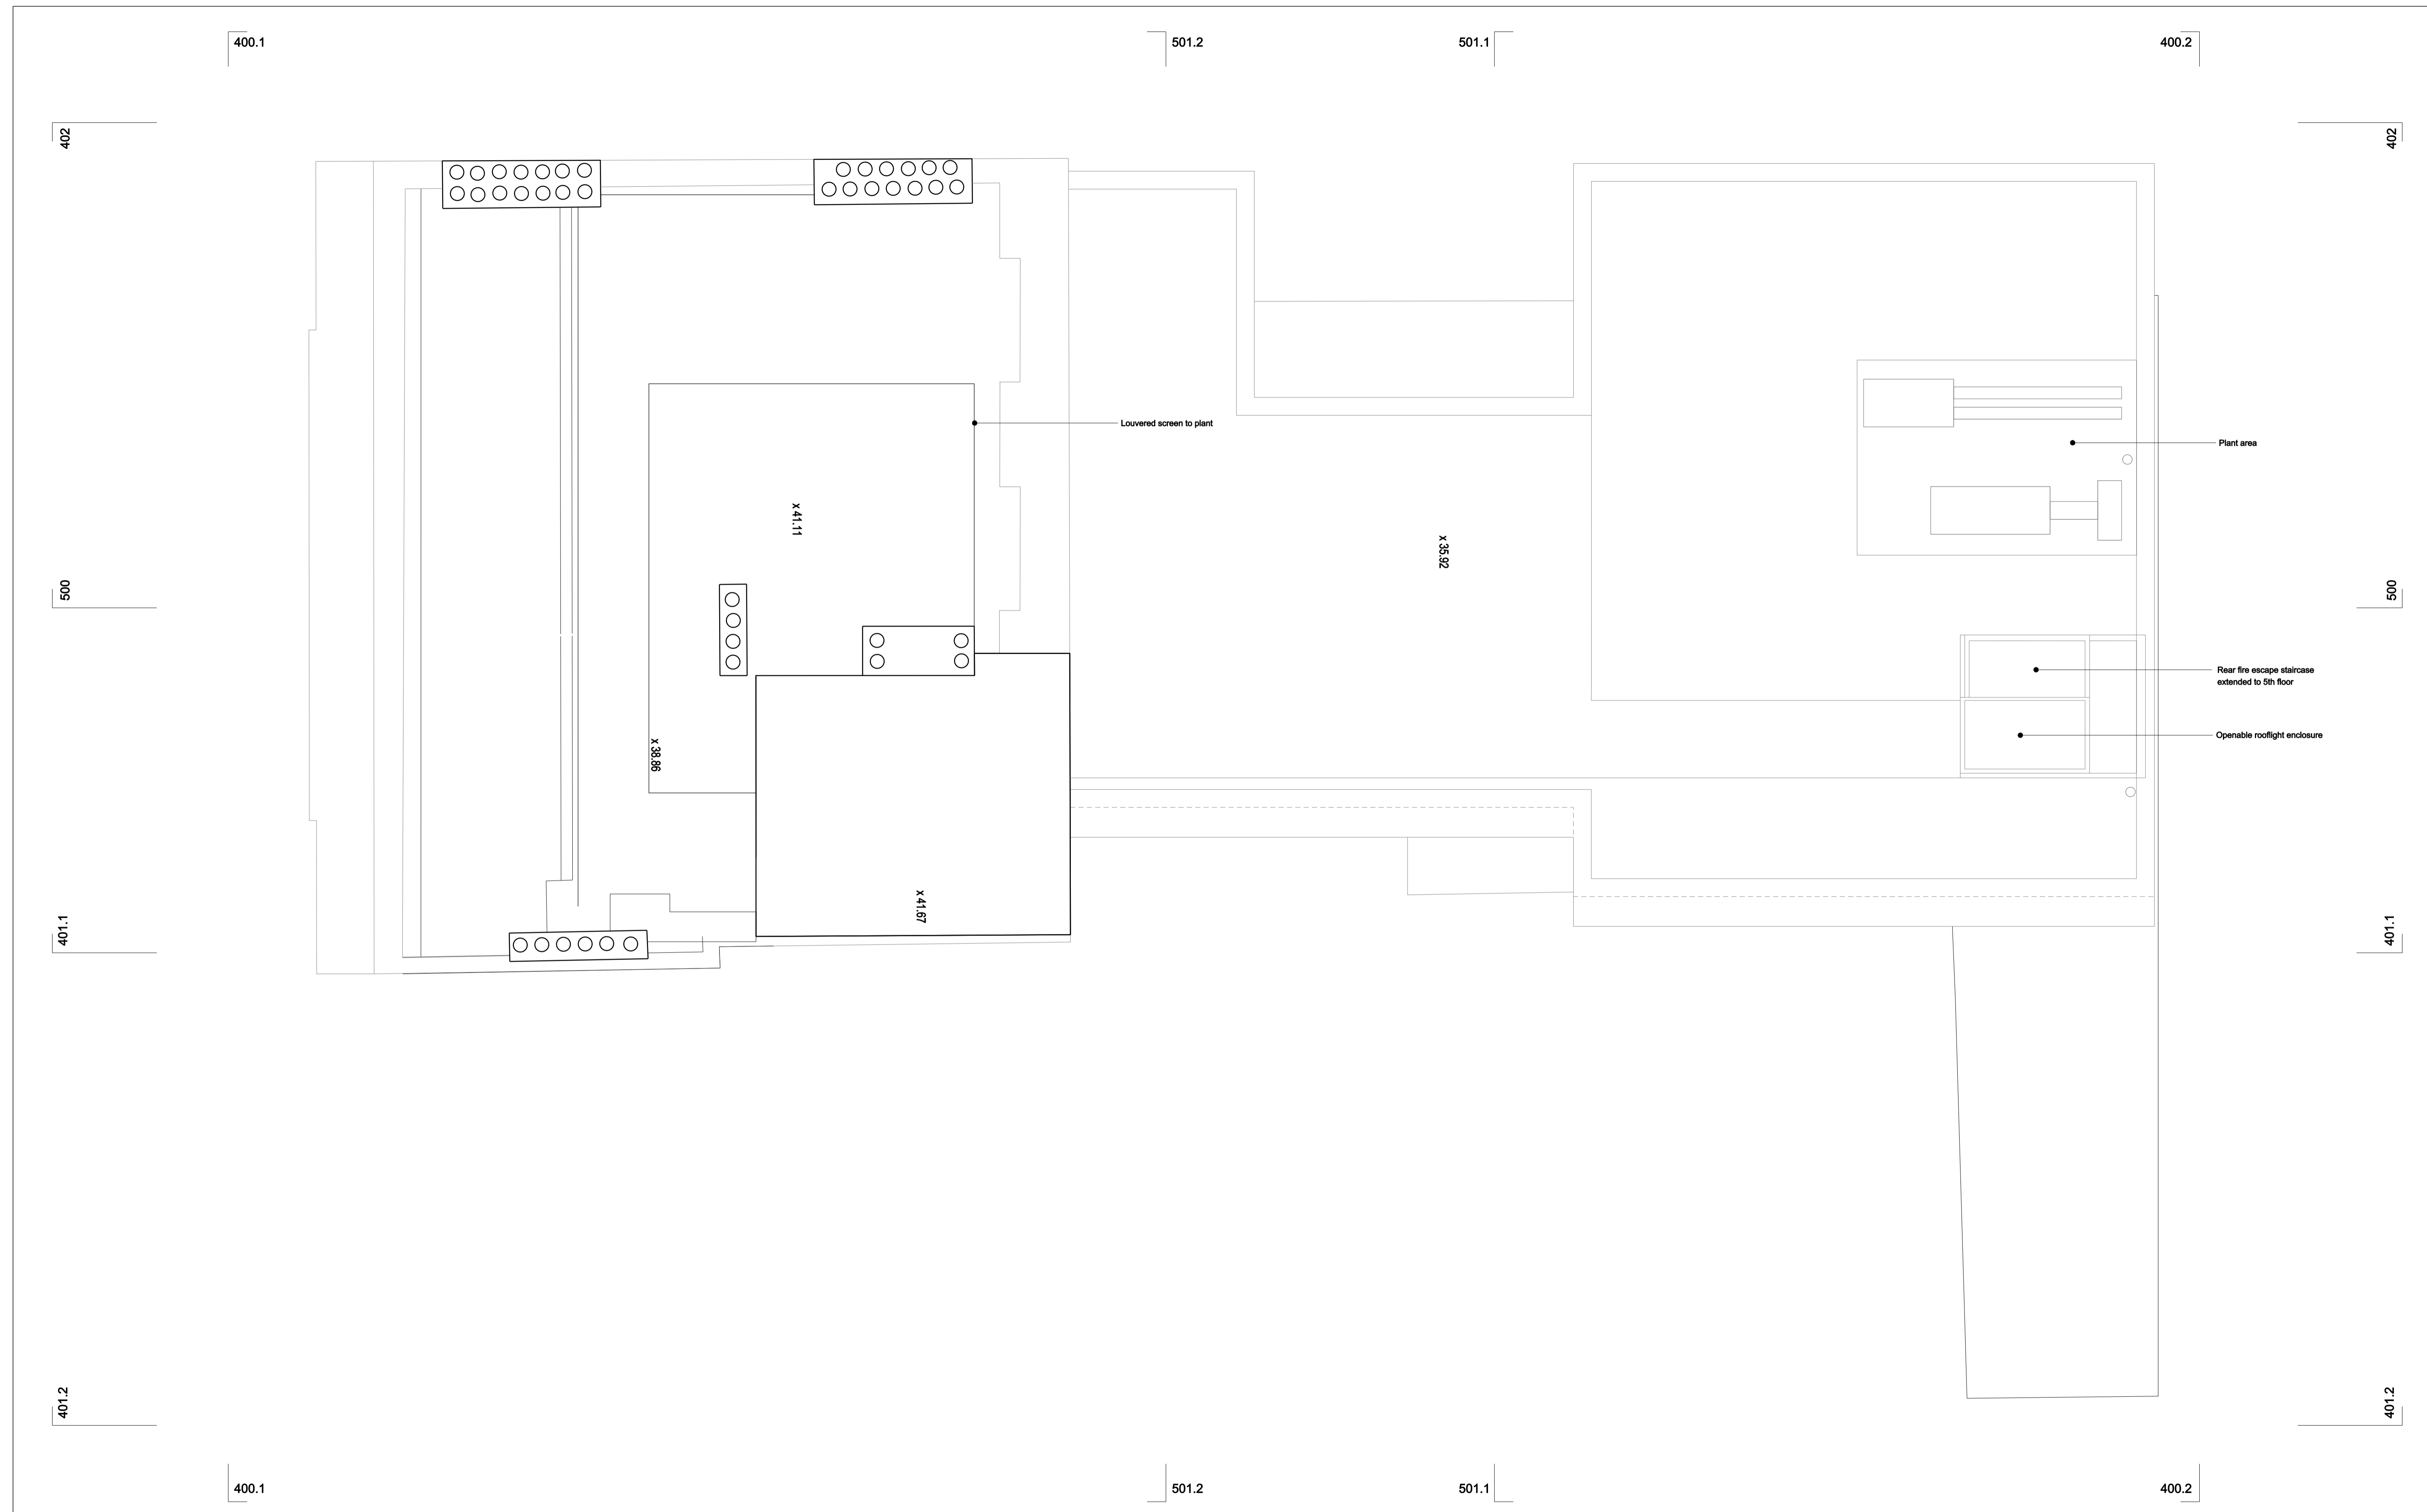 400.1
501.2
501.1
400.2
402
402
Louvered screen to plant
Plant area
x 41.11
x 35.92
500
500
Rear fire escape staircase
extended to 5th floor
Openable rooflight enclosure
x 38.86
x 41.67
401.1
401.1
401.2
401.2
400.1
501.2
501.1
400.2